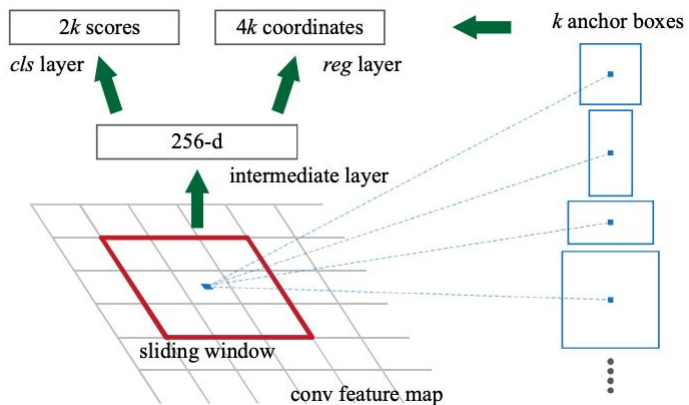 2k scores
4k coordinates
k anchor boxes
cls layer
reg layer
256-d
intermediate layer
sliding window
conv feature map